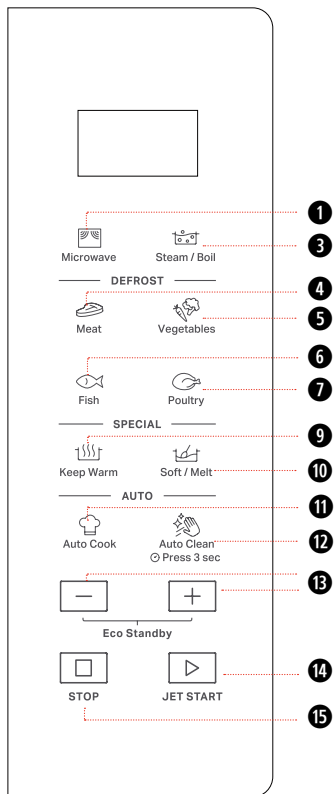 1
Microwave Steam / Boil 3
DEFROST 4
Meat Vegetables 5
6
Fish Poultry 7
SPECIAL
9
Keep Warm Soft / Melt 10
AUTO
11
Auto Cook Auto Clean 12
Press 3 sec
13
Eco Standby
14
STOP JET START
15